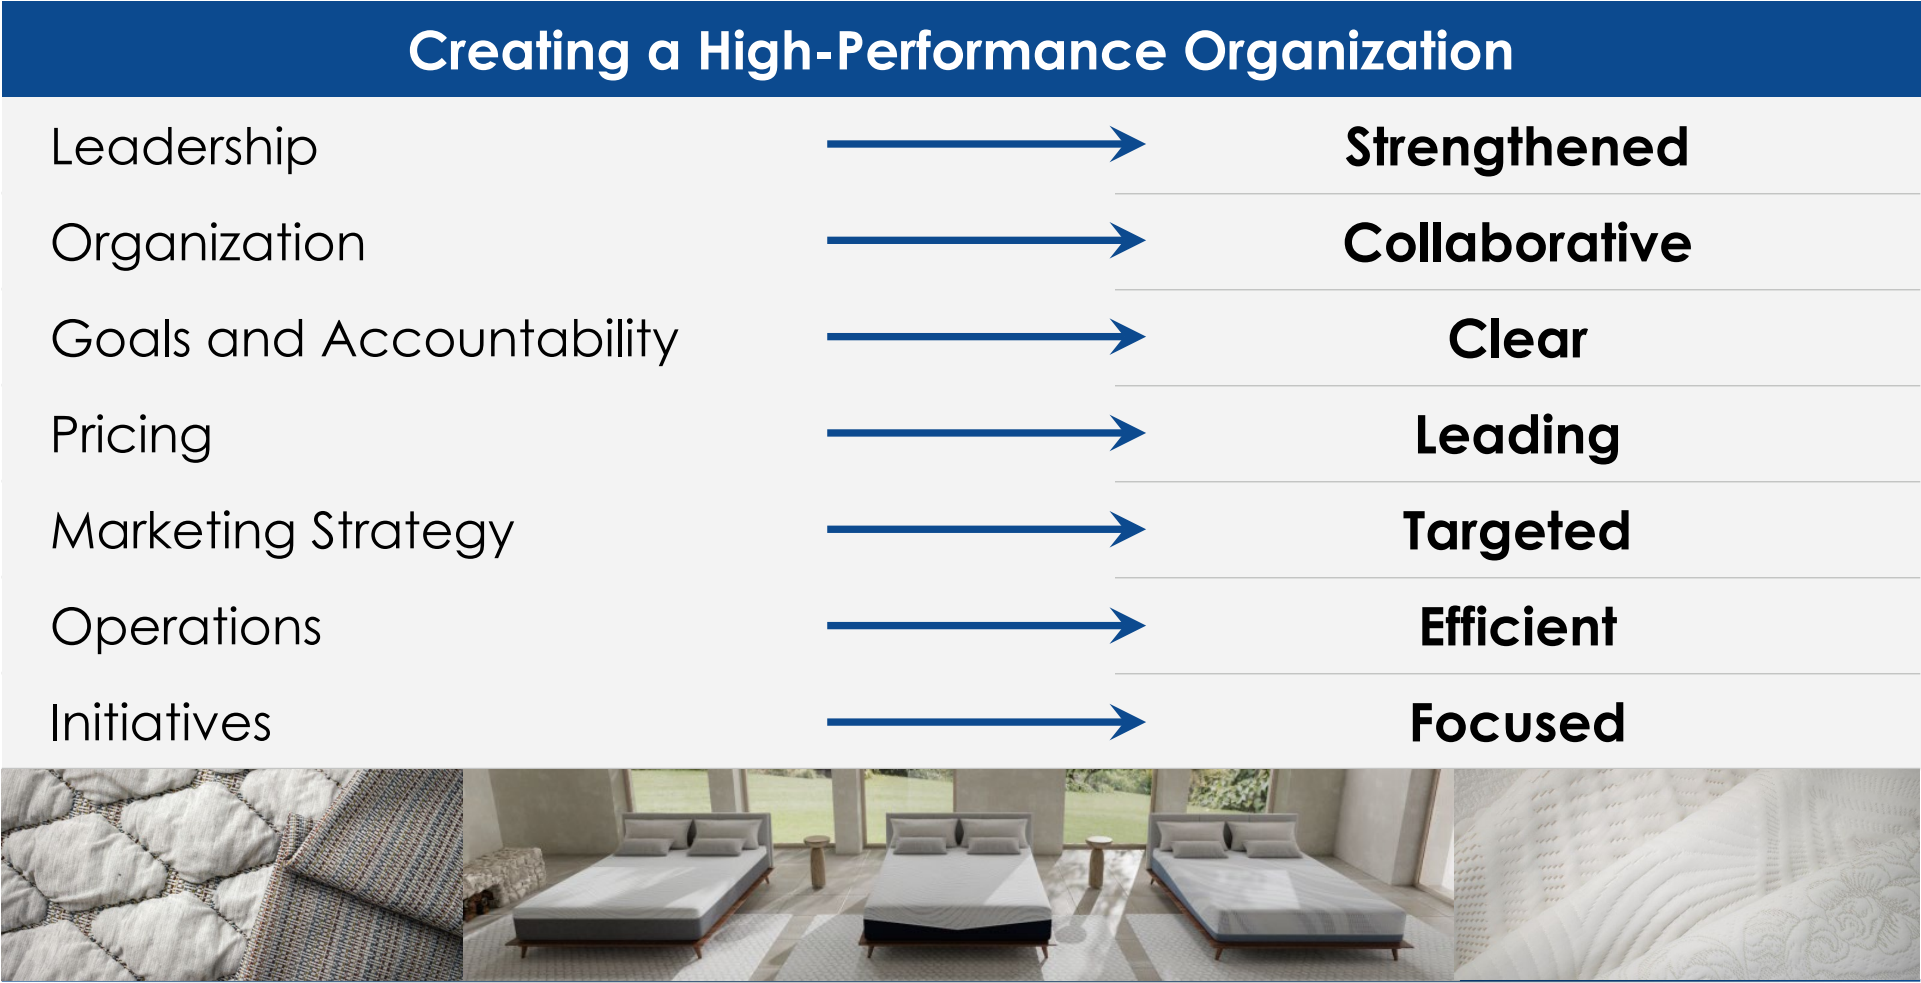 Creating a High-Performance Organization
Leadership Strengthened
Organization Collaborative
Goals and Accountability Clear
Pricing Leading
Marketing Strategy Targeted
Operations Efficient
Initiatives Focused